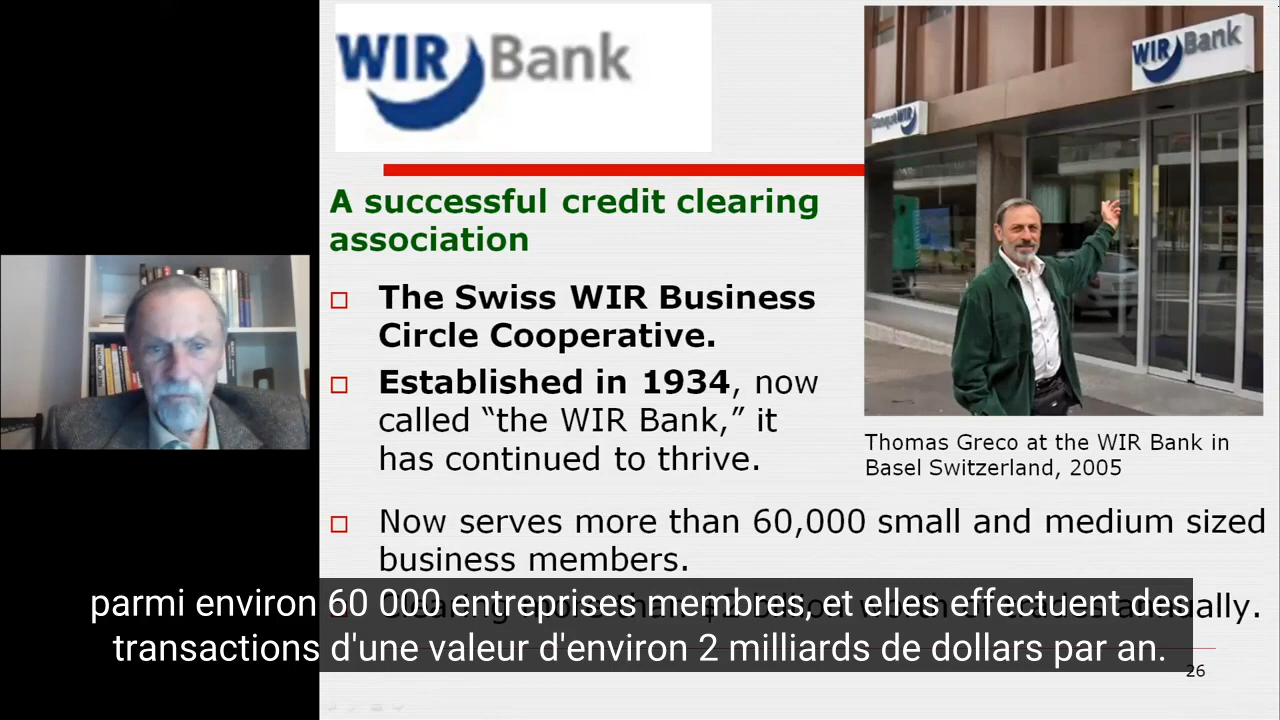 WIR Bank
WIR Bank
WIR
A successful credit clearing
association
The Swiss WIR Business
Circle Cooperative.
Established in 1934, now
called “the WIR Bank,” it
has continued to thrive.
Thomas Greco at the WIR Bank in
Basel Switzerland, 2005
Now serves more than 60,000 small and medium sized
business members.
parmi environ 60 000 entreprises membres, et elles effectuent des
transactions d'une valeur d'environ 2 milliards de dollars par an.
26